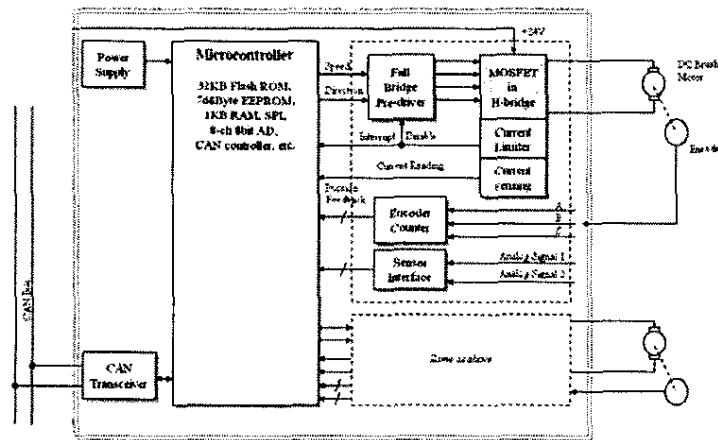 +24V
Power
Supply
Microcontroller
32KB Flash ROM,
768Byte EEPROM,
1KB RAM, SPI,
8-ch 8bit AD,
CAN controller, etc.
Speed
Direction
Full
Bridge
Pre-driver
MOSFET
in
H-bridge
DC Brush
Motor
Interrupt
Disable
Current
Limiter
Current Reading
Current
Sensing
Encoder
Encoder
Feedback
Encoder
Counter
A
B
Sensor
Interface
Analog Signal 1
Analog Signal 2
CAN Bus
CAN
Transceiver
Same as above